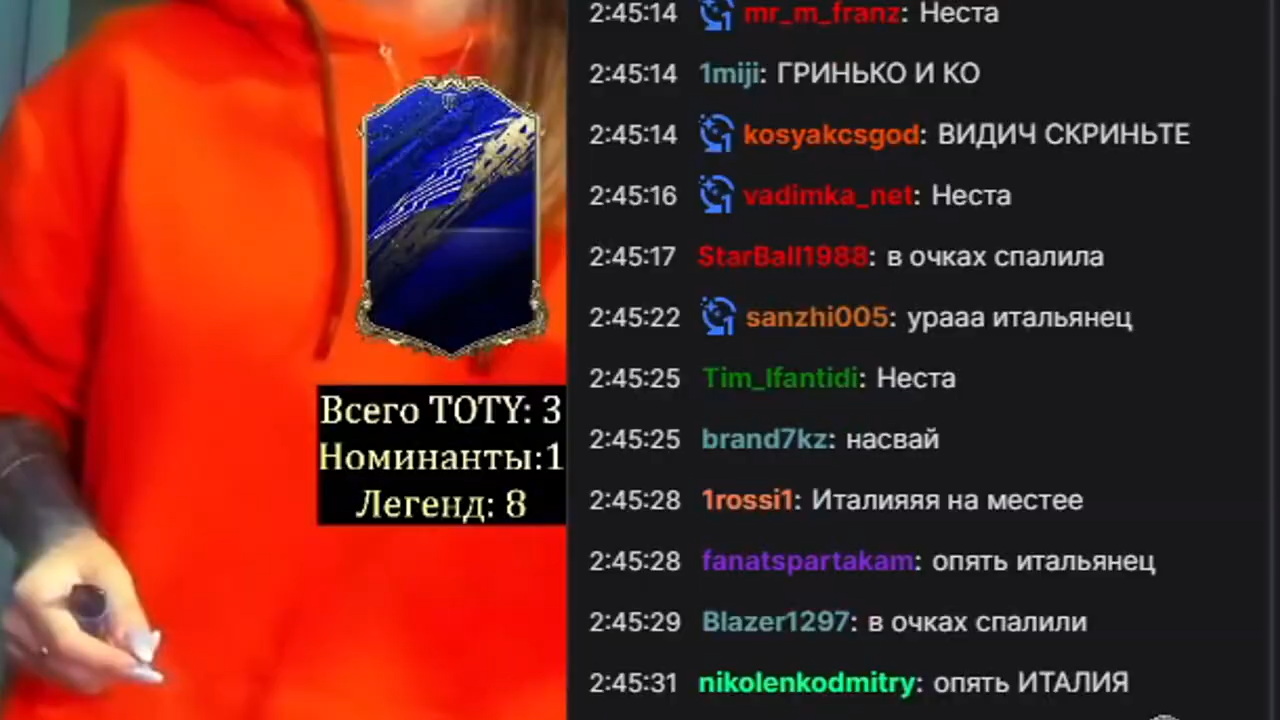 Всего TOTY: 3
Номинанты:1
Легенд: 8
2:45:14 mr_m_franz: Неста
2:45:14 1miji: ГРИНЬКО И КО
2:45:14 kosyakcsgod: ВИДИЧ СКРИНЬТЕ
2:45:16 vadimka_net: Неста
2:45:17 StarBall1988: в очках спалила
2:45:22 sanzhi005: урааа итальянец
2:45:25 Tim_Ifantidi: Неста
2:45:25 brand7kz: насвай
2:45:28 1rossi1: Италияяя на местее
2:45:28 fanatspartakam: опять итальянец
2:45:29 Blazer1297: в очках спалили
2:45:31 nikolenkodmitry: опять ИТАЛИЯ